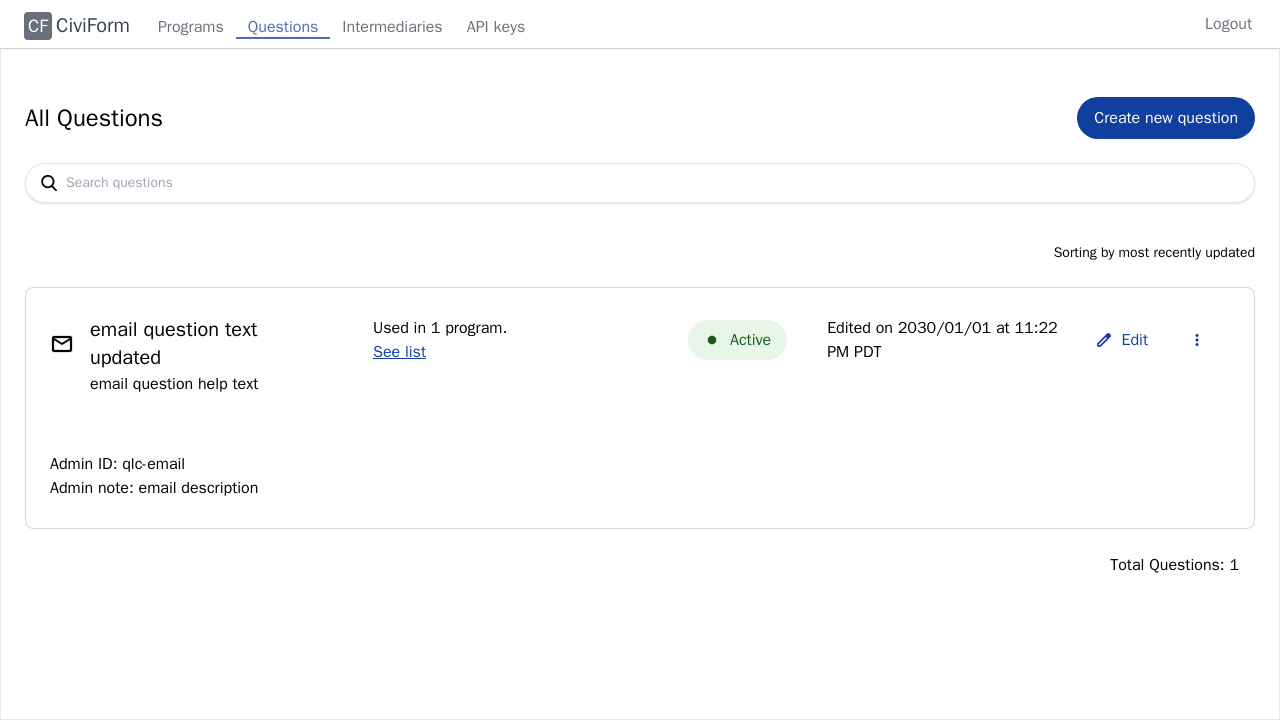 CF CiviForm Programs Questions Intermediaries API keys Logout
All Questions
Create new question
Search questions
Sorting by most recently updated
email question text
updated
email question help text
Used in 1 program.
See list
Active
Edited on 2030/01/01 at 11:22
PM PDT
Edit
Admin ID: qlc-email
Admin note: email description
Total Questions: 1